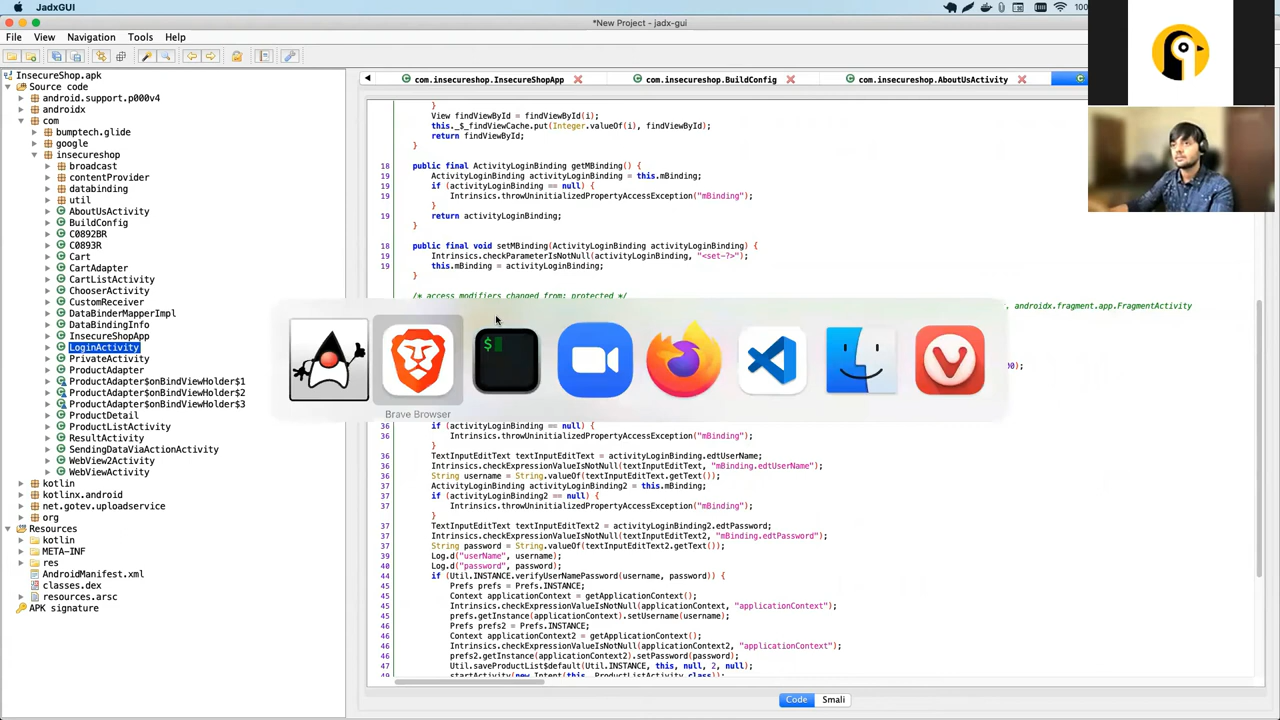 JadxGUI
100
*New Project - jadx-gui
File View Navigation Tools Help
InsecureShop.apk
Source code
android.support.p000v4
androidx
com
bumptech.glide
google
insecureshop
broadcast
contentProvider
databinding
util
AboutUsActivity
BuildConfig
C0892BR
C0893R
Cart
CartAdapter
CartListActivity
ChooserActivity
CustomReceiver
DataBinderMapperImpl
DataBindingInfo
InsecureShopApp
LoginActivity
PrivateActivity
ProductAdapter
ProductAdapter$onBindViewHolder$1
ProductAdapter$onBindViewHolder$2
ProductAdapter$onBindViewHolder$3
ProductDetail
ProductListActivity
ResultActivity
SendingDataViaActionActivity
WebView2Activity
WebViewActivity
kotlin
kotlinx.android
net.gotev.uploadservice
org
Resources
kotlin
META-INF
res
AndroidManifest.xml
classes.dex
resources.arsc
APK signature
com.insecureshop.InsecureShopApp com.insecureshop.BuildConfig com.insecureshop.AboutUsActivity
}
View findViewById = findViewById(i);
this._$_findViewCache.put(Integer.valueOf(i), findViewById);
return findViewById;
}
18 public final ActivityLoginBinding getMBinding() {
19 ActivityLoginBinding activityLoginBinding = this.mBinding;
19 if (activityLoginBinding == null) {
19 Intrinsics.throwUninitializedPropertyAccessException("mBinding");
}
19 return activityLoginBinding;
}
18 public final void setMBinding(ActivityLoginBinding activityLoginBinding) {
19 Intrinsics.checkParameterIsNotNull(activityLoginBinding, "<set-?>");
19 this.mBinding = activityLoginBinding;
}
/* access modifiers changed from: protected */
, androidx.fragment.app.FragmentActivity
00);
$
Brave Browser
36 if (activityLoginBinding == null) {
36 Intrinsics.throwUninitializedPropertyAccessException("mBinding");
}
36 TextInputEditText textInputEditText = activityLoginBinding.edtUserName;
36 Intrinsics.checkExpressionValueIsNotNull(textInputEditText, "mBinding.edtUserName");
36 String username = String.valueOf(textInputEditText.getText());
37 ActivityLoginBinding activityLoginBinding2 = this.mBinding;
37 if (activityLoginBinding2 == null) {
37 Intrinsics.throwUninitializedPropertyAccessException("mBinding");
}
37 TextInputEditText textInputEditText2 = activityLoginBinding2.edtPassword;
37 Intrinsics.checkExpressionValueIsNotNull(textInputEditText2, "mBinding.edtPassword");
37 String password = String.valueOf(textInputEditText2.getText());
39 Log.d("userName", username);
40 Log.d("password", password);
44 if (Util.INSTANCE.verifyUserNamePassword(username, password)) {
45 Prefs prefs = Prefs.INSTANCE;
45 Context applicationContext = getApplicationContext();
45 Intrinsics.checkExpressionValueIsNotNull(applicationContext, "applicationContext");
45 prefs.getInstance(applicationContext).setUsername(username);
46 Prefs prefs2 = Prefs.INSTANCE;
46 Context applicationContext2 = getApplicationContext();
46 Intrinsics.checkExpressionValueIsNotNull(applicationContext2, "applicationContext");
46 prefs2.getInstance(applicationContext2).setPassword(password);
47 Util.saveProductList$default(Util.INSTANCE, this, null, 2, null);
Code Smali